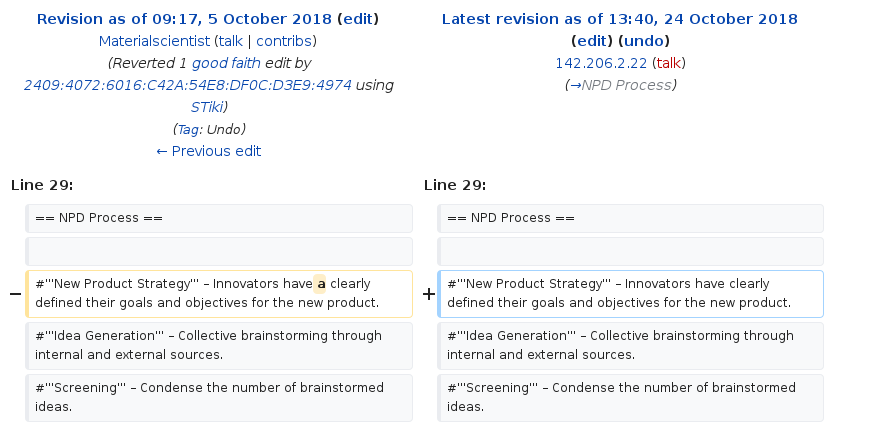 Revision as of 09:17, 5 October 2018 (edit)
Materialscientist (talk | contribs)
(Reverted 1 good faith edit by
2409:4072:6016:C42A:54E8:DF0C:D3E9:4974 using
STiki)
(Tag: Undo)
← Previous edit
Latest revision as of 13:40, 24 October 2018
(edit) (undo)
142.206.2.22 (talk)
(→NPD Process)
Line 29:
Line 29:
== NPD Process ==
== NPD Process ==
− #'''New Product Strategy''' – Innovators have a clearly
defined their goals and objectives for the new product.
+ #'''New Product Strategy''' – Innovators have clearly
defined their goals and objectives for the new product.
#'''Idea Generation''' – Collective brainstorming through
internal and external sources.
#'''Idea Generation''' – Collective brainstorming through
internal and external sources.
#'''Screening''' – Condense the number of brainstormed
ideas.
#'''Screening''' – Condense the number of brainstormed
ideas.